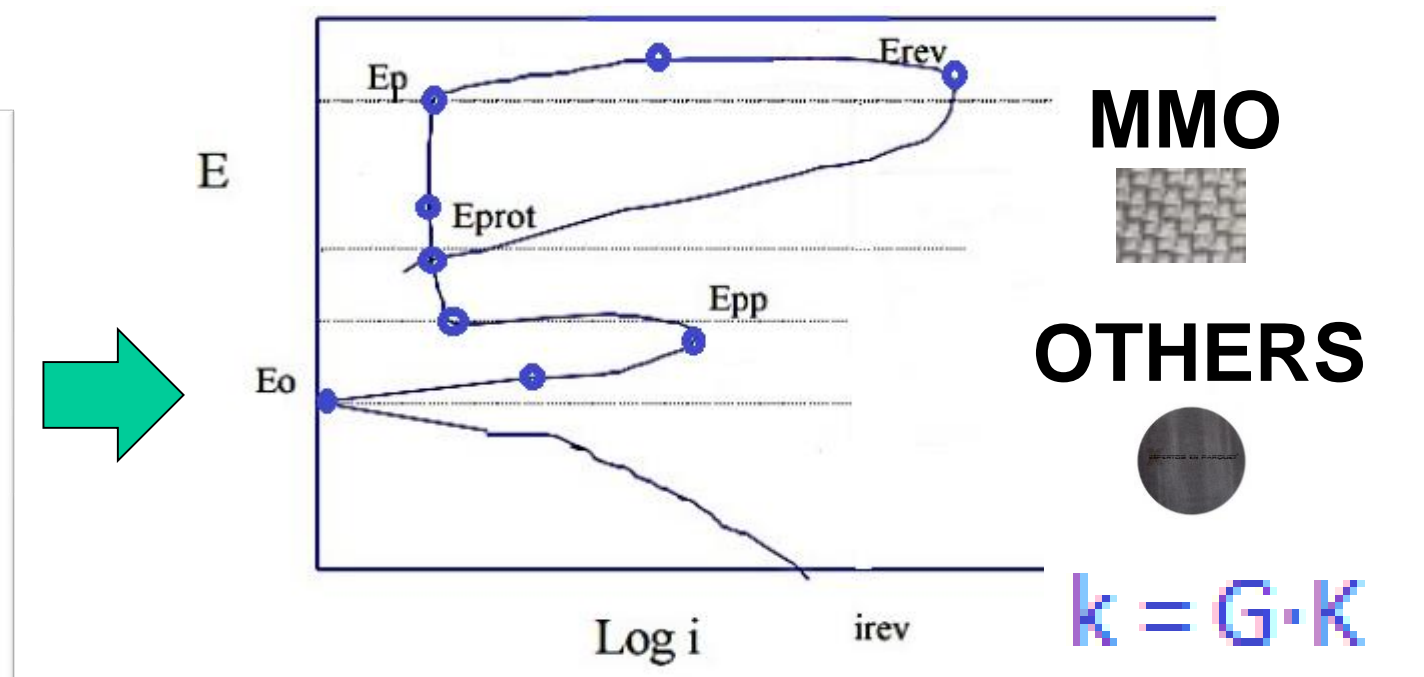 Ep
Erev
MMO
E
Eprot
Epp
OTHERS
Eo
Log i
irev
k = G·K